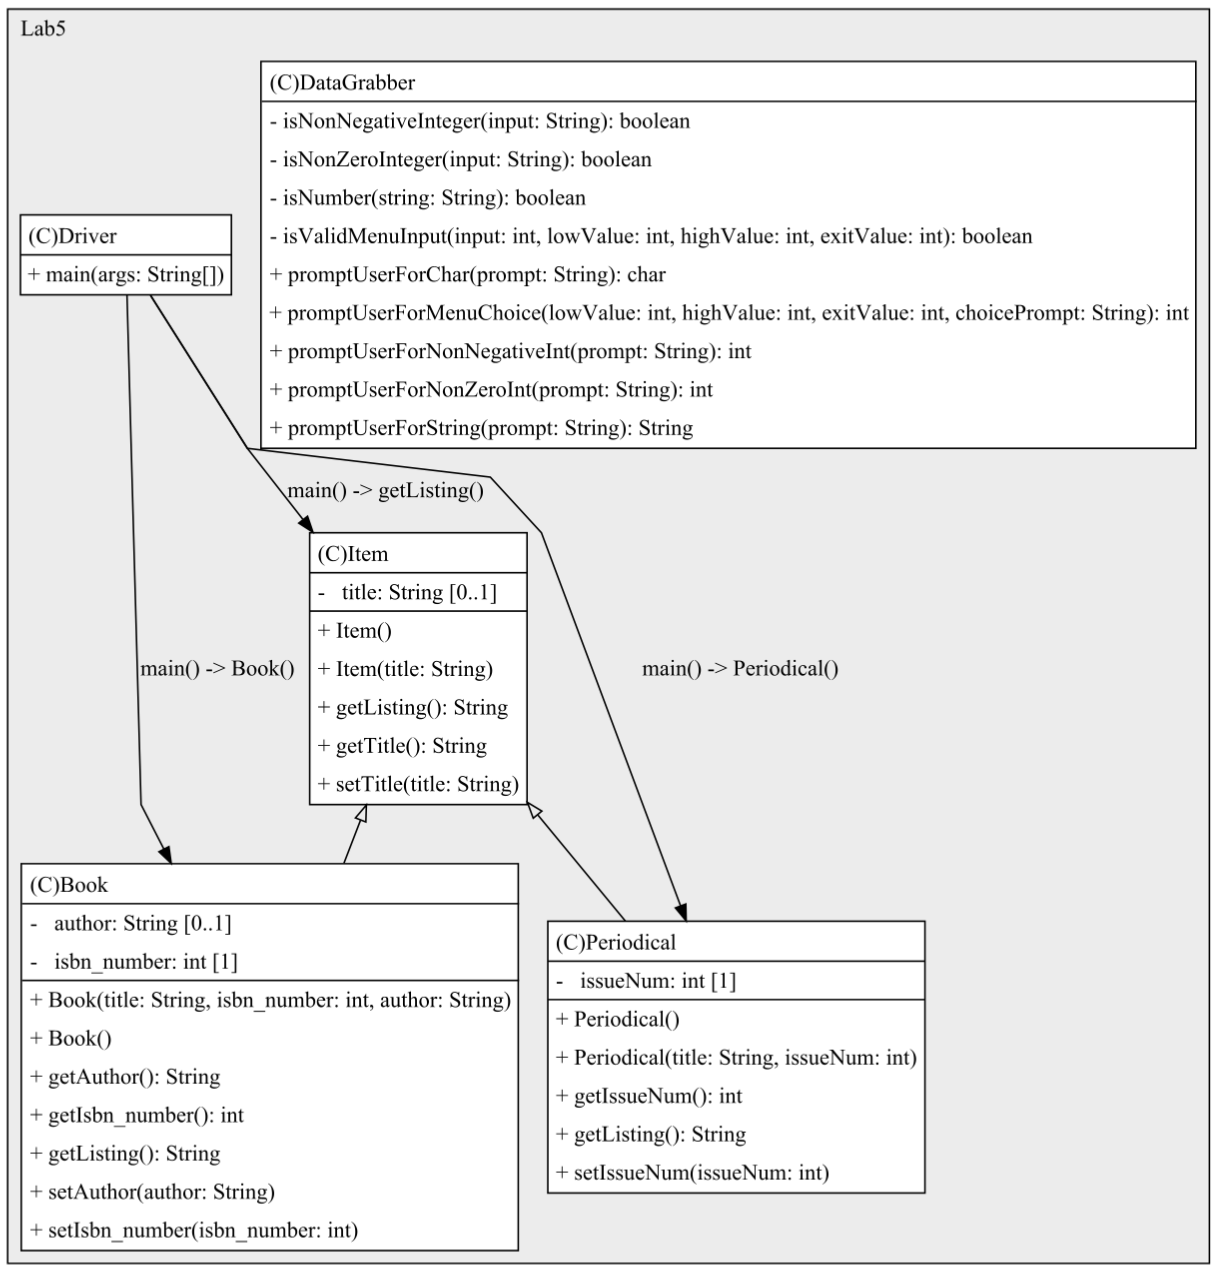 Lab5
(C)DataGrabber
- isNonNegativeInteger(input: String): boolean
- isNonZeroInteger(input: String): boolean
- isNumber(string: String): boolean
- isValidMenuInput(input: int, lowValue: int, highValue: int, exitValue: int): boolean
+ promptUserForChar(prompt: String): char
+ promptUserForMenuChoice(lowValue: int, highValue: int, exitValue: int, choicePrompt: String): int
+ promptUserForNonNegativeInt(prompt: String): int
+ promptUserForNonZeroInt(prompt: String): int
+ promptUserForString(prompt: String): String
(C)Driver
+ main(args: String[])
main() -> getListing()
(C)Item
- title: String [0..1]
+ Item()
+ Item(title: String)
+ getListing(): String
+ getTitle(): String
+ setTitle(title: String)
main() -> Book()
main() -> Periodical()
(C)Book
- author: String [0..1]
- isbn_number: int [1]
+ Book(title: String, isbn_number: int, author: String)
+ Book()
+ getAuthor(): String
+ getIsbn_number(): int
+ getListing(): String
+ setAuthor(author: String)
+ setIsbn_number(isbn_number: int)
(C)Periodical
- issueNum: int [1]
+ Periodical()
+ Periodical(title: String, issueNum: int)
+ getIssueNum(): int
+ getListing(): String
+ setIssueNum(issueNum: int)